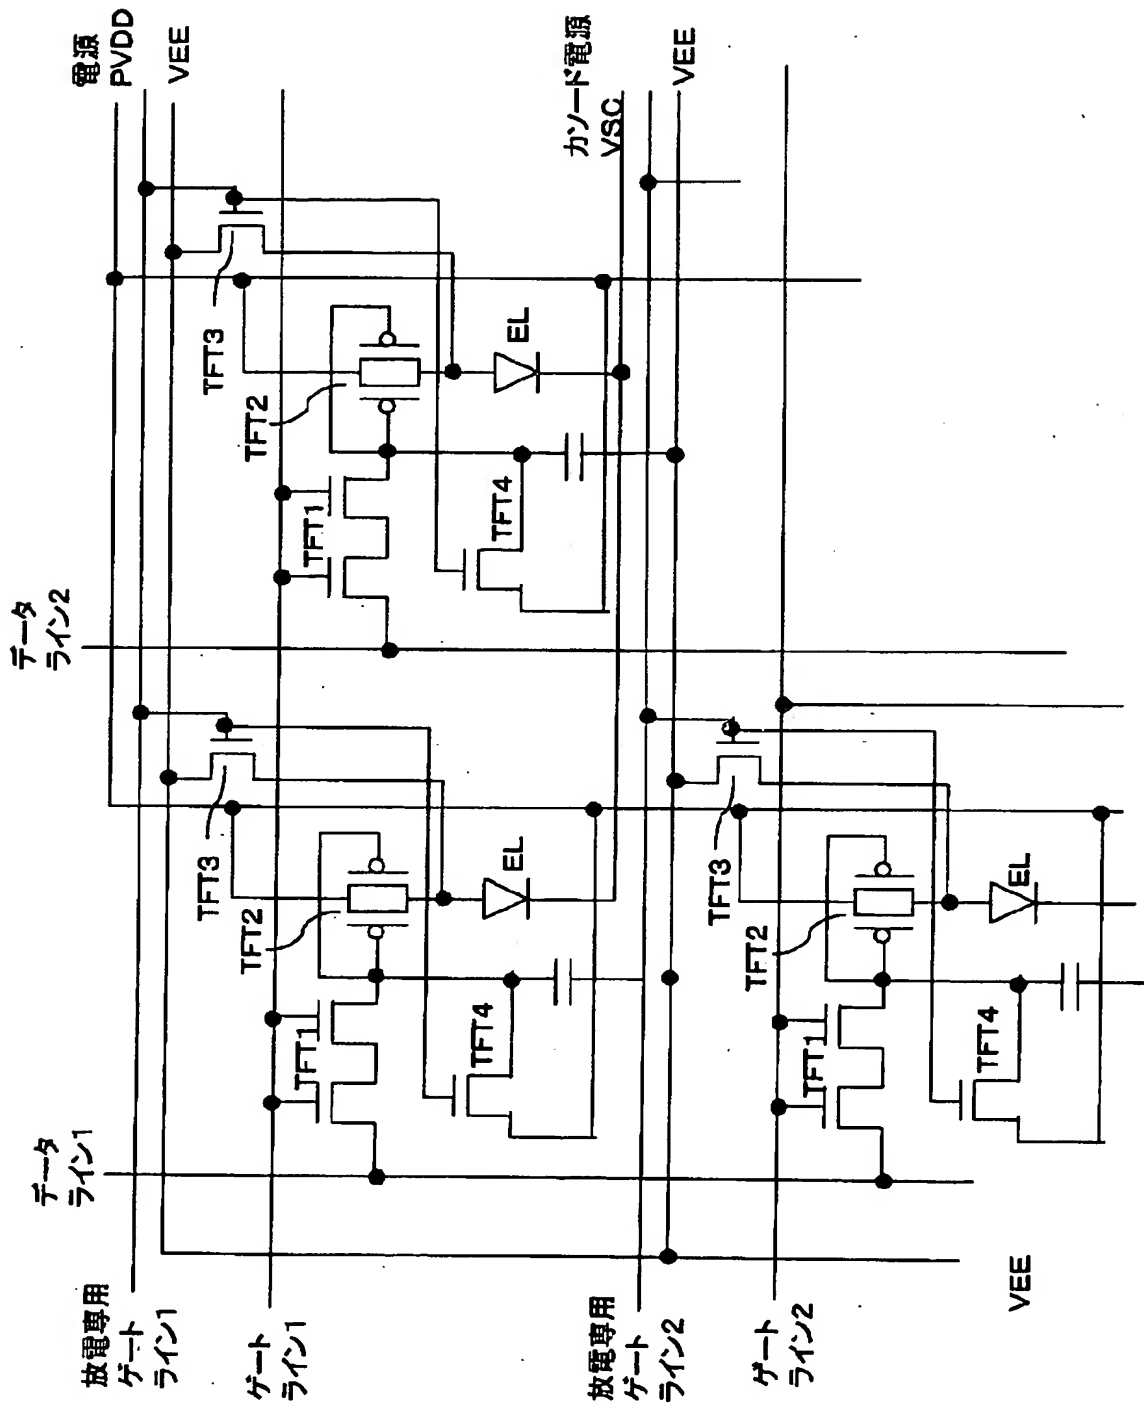 電源
PVDD
VEE
カソード電源
VSC
VEE
TFT3
TFT2
EL
TFT1
TFT4
データ
ライン2
TFT3
TFT2
EL
TFT1
TFT4
TFT3
TFT2
EL
TFT1
TFT4
データ
ライン1
放電専用
ゲート
ライン1
ゲート
ライン1
放電専用
ゲート
ライン2
ゲート
ライン2
VEE